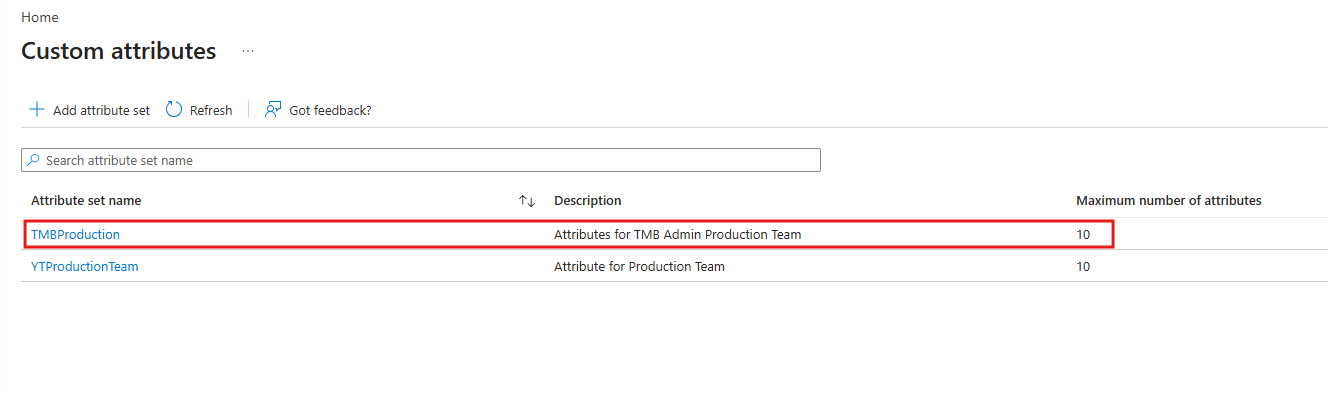 Home
Custom attributes ...
Add attribute set Refresh Got feedback?
Search attribute set name
Attribute set name Description Maximum number of attributes
TMBProduction Attributes for TMB Admin Production Team 10
YTProductionTeam Attribute for Production Team 10